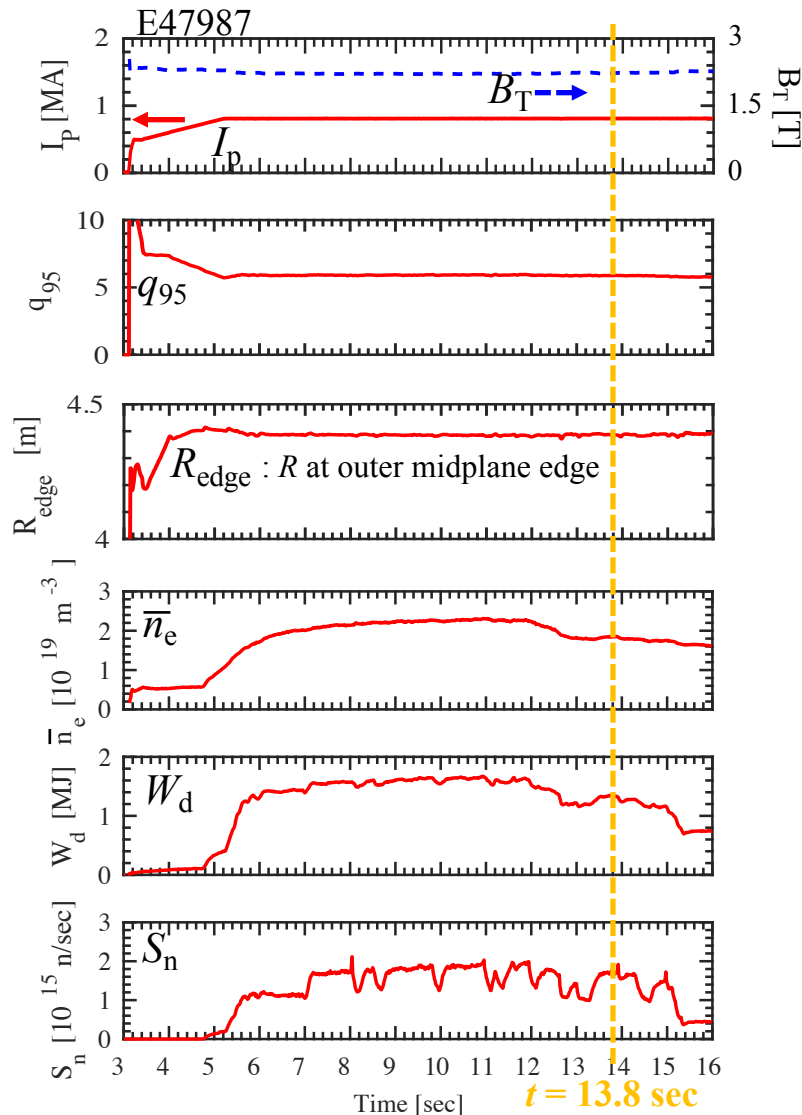 E47987
2
1
0
I_P [MA]
3
1.5
0
B_T [T]
B_T
I_p
10
5
0
q_95
q_95
4.5
4
R_edge [m]
R_edge : R at outer midplane edge
3
2
1
0
n̅_e [10^19 m^-3]
n̅_e
2
1
0
W_d [MJ]
W_d
3
2
1
0
S_n [10^15 n/sec]
S_n
3 4 5 6 7 8 9 10 11 12 13 14 15 16
Time [sec]
t = 13.8 sec